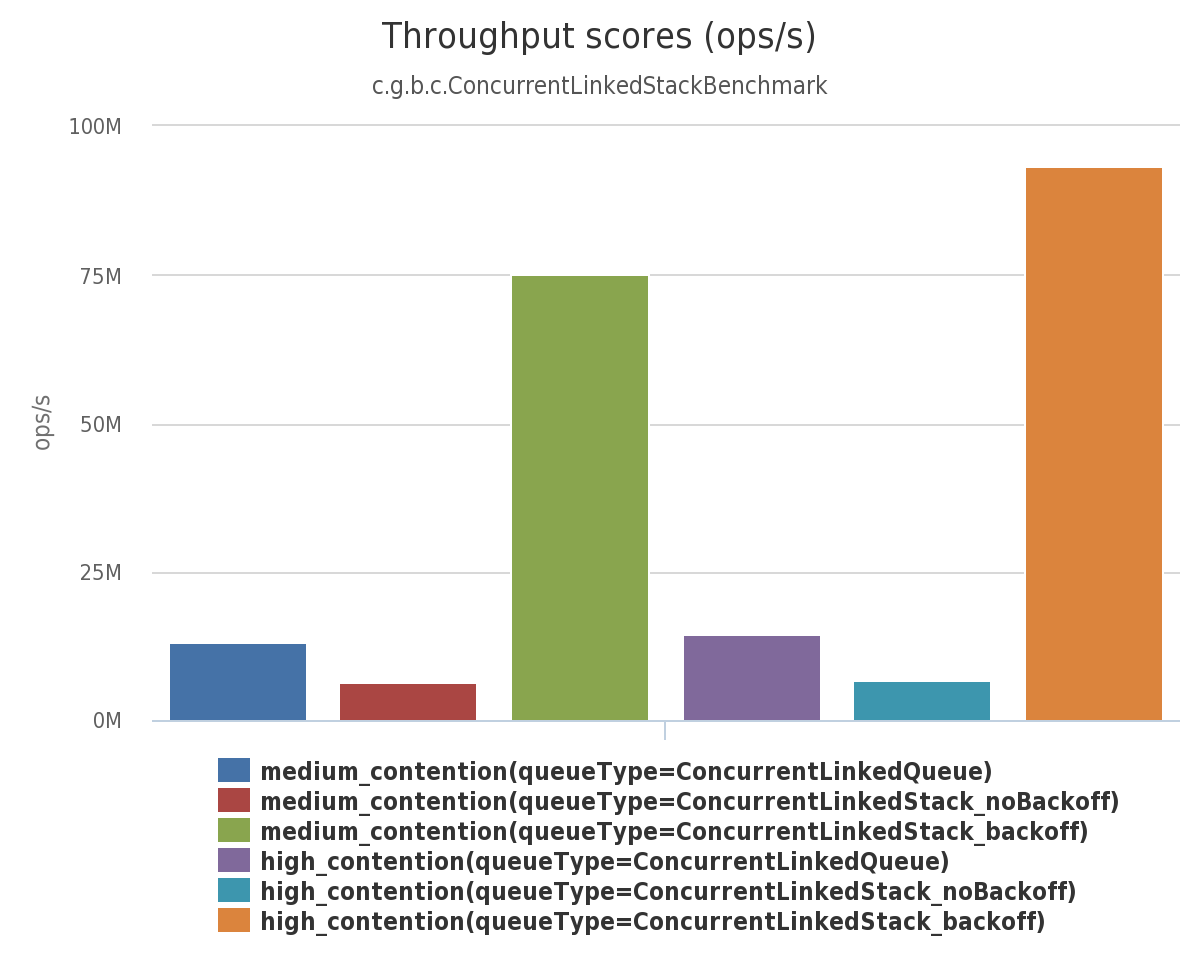 Throughput scores (ops/s)
c.g.b.c.ConcurrentLinkedStackBenchmark
100M
75M
50M
25M
0M
ops/s
medium_contention(queueType=ConcurrentLinkedQueue)
medium_contention(queueType=ConcurrentLinkedStack_noBackoff)
medium_contention(queueType=ConcurrentLinkedStack_backoff)
high_contention(queueType=ConcurrentLinkedQueue)
high_contention(queueType=ConcurrentLinkedStack_noBackoff)
high_contention(queueType=ConcurrentLinkedStack_backoff)